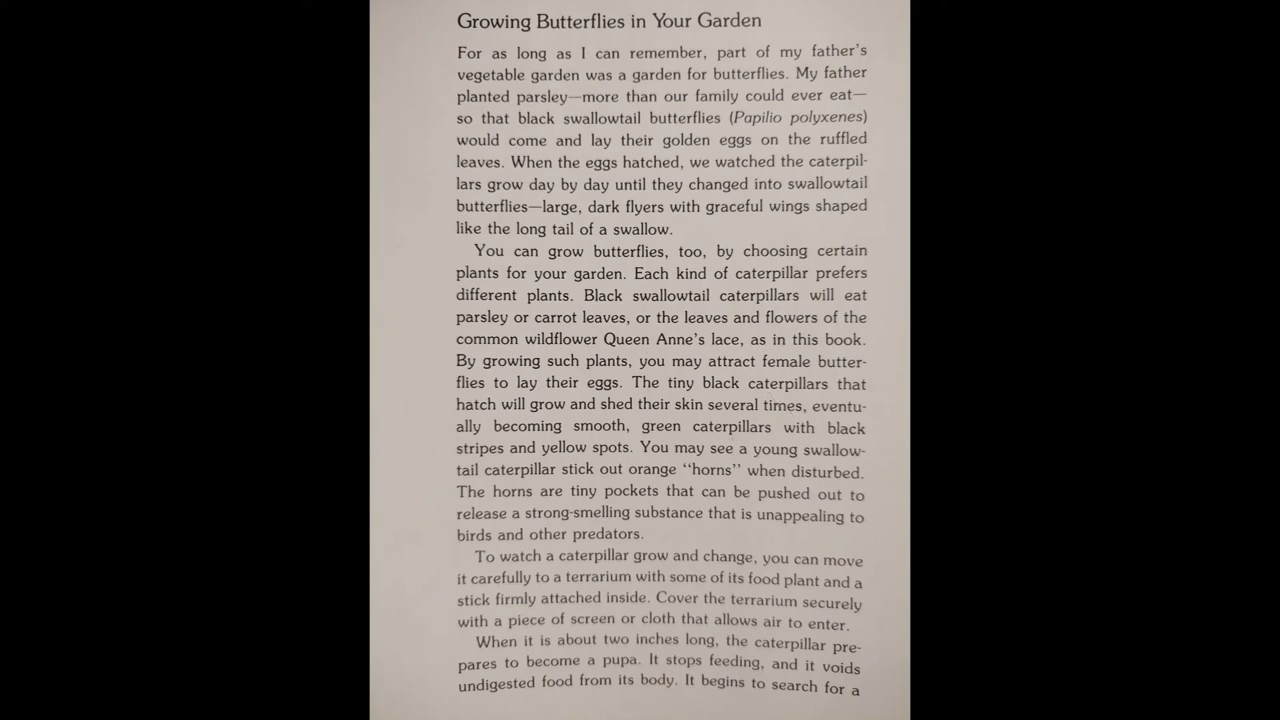 Growing Butterflies in Your Garden
For as long as I can remember, part of my father's
vegetable garden was a garden for butterflies. My father
planted parsley—more than our family could ever eat—
so that black swallowtail butterflies (Papilio polyxenes)
would come and lay their golden eggs on the ruffled
leaves. When the eggs hatched, we watched the caterpil-
lars grow day by day until they changed into swallowtail
butterflies—large, dark flyers with graceful wings shaped
like the long tail of a swallow.
You can grow butterflies, too, by choosing certain
plants for your garden. Each kind of caterpillar prefers
different plants. Black swallowtail caterpillars will eat
parsley or carrot leaves, or the leaves and flowers of the
common wildflower Queen Anne's lace, as in this book.
By growing such plants, you may attract female butter-
flies to lay their eggs. The tiny black caterpillars that
hatch will grow and shed their skin several times, eventu-
ally becoming smooth, green caterpillars with black
stripes and yellow spots. You may see a young swallow-
tail caterpillar stick out orange "horns" when disturbed.
The horns are tiny pockets that can be pushed out to
release a strong-smelling substance that is unappealing to
birds and other predators.
To watch a caterpillar grow and change, you can move
it carefully to a terrarium with some of its food plant and a
stick firmly attached inside. Cover the terrarium securely
with a piece of screen or cloth that allows air to enter.
When it is about two inches long, the caterpillar pre-
pares to become a pupa. It stops feeding, and it voids
undigested food from its body. It begins to search for a